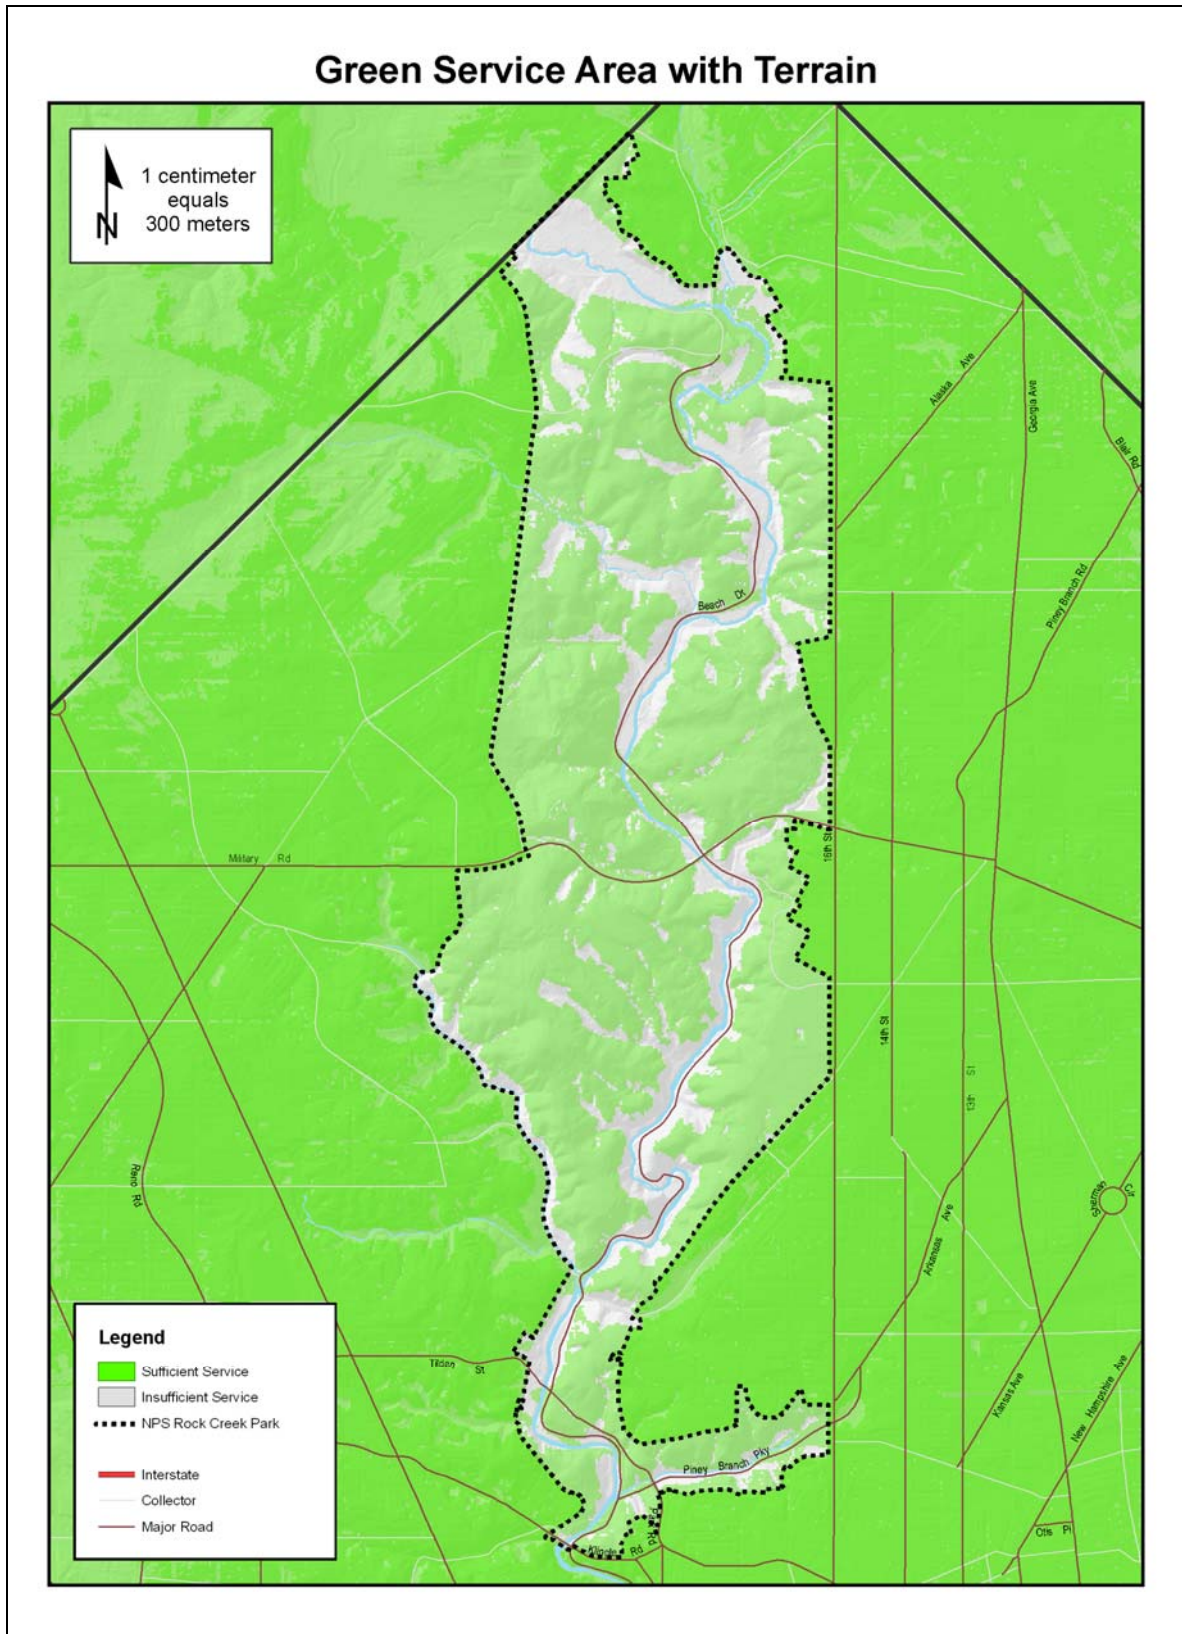 Green Service Area with Terrain
1 centimeter
equals
300 meters
N
Alaska Ave
Georgia Ave
Blair Rd
Piney Branch Rd
Beach Dr
16th St
Military Rd
14th St
13th St
Reno Rd
Sherman Cir
Arkansas Ave
Tilden St
Kansas Ave
New Hampshire Ave
Piney Branch Pky
Park Rd
Klingle Rd
Otis Pl
Legend
Sufficient Service
Insufficient Service
NPS Rock Creek Park
Interstate
Collector
Major Road